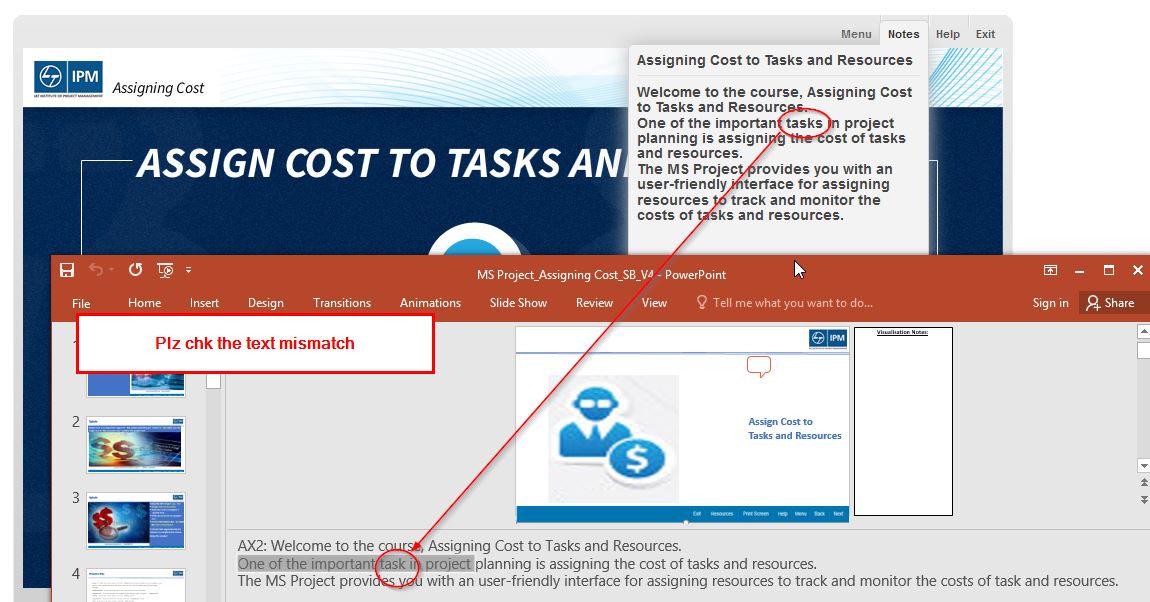 Menu Notes Help Exit
IPM
L&T INSTITUTE OF PROJECT MANAGEMENT
Assigning Cost
ASSIGN COST TO TASKS AN
Assigning Cost to Tasks and Resources
Welcome to the course, Assigning Cost
to Tasks and Resources.
One of the important tasks in project
planning is assigning the cost of tasks
and resources.
The MS Project provides you with an
user-friendly interface for assigning
resources to track and monitor the
costs of tasks and resources.
MS Project_Assigning Cost_SB_V4 - PowerPoint
File Home Insert Design Transitions Animations Slide Show Review View Tell me what you want to do... Sign in Share
Plz chk the text mismatch
2
3
4
IPM
Assign Cost to
Tasks and Resources
Exit Resources Print Screen Help Menu Back Next
Visualisation Notes:
AX2: Welcome to the course, Assigning Cost to Tasks and Resources.
One of the important task in project planning is assigning the cost of tasks and resources.
The MS Project provides you with an user-friendly interface for assigning resources to track and monitor the costs of task and resources.